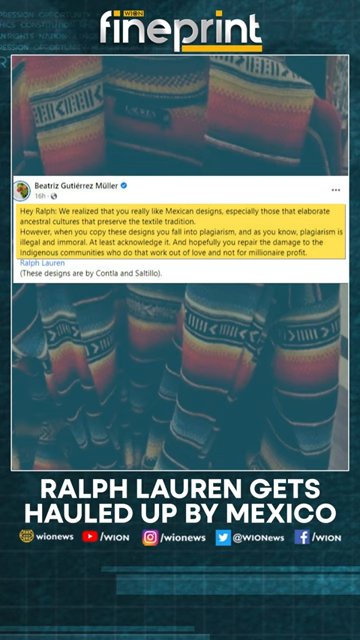 WION
fineprint
LAUREN
Beatriz Gutiérrez Müller
16h ·
Hey Ralph: We realized that you really like Mexican designs, especially those that elaborate
ancestral cultures that preserve the textile tradition.
However, when you copy these designs you fall into plagiarism, and as you know, plagiarism is
illegal and immoral. At least acknowledge it. And hopefully you repair the damage to the
Indigenous communities who do that work out of love and not for millionaire profit.
Ralph Lauren
(These designs are by Contla and Saltillo).
RALPH LAUREN GETS
HAULED UP BY MEXICO
wionews /WION /wionews @WIONews /WION